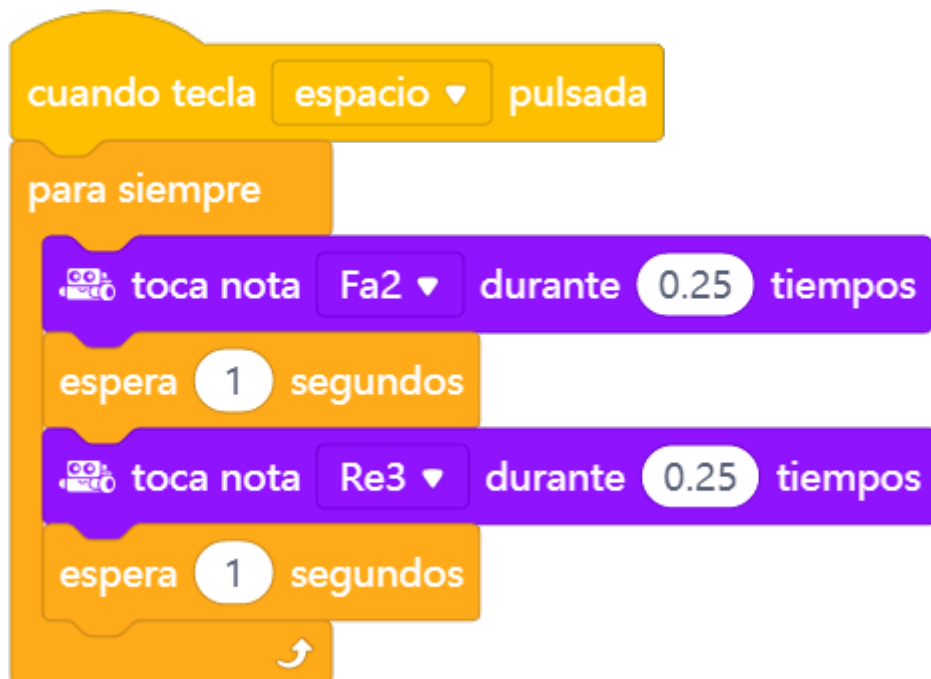 cuando tecla espacio pulsada
para siempre
toca nota Fa2 durante 0.25 tiempos
espera 1 segundos
toca nota Re3 durante 0.25 tiempos
espera 1 segundos